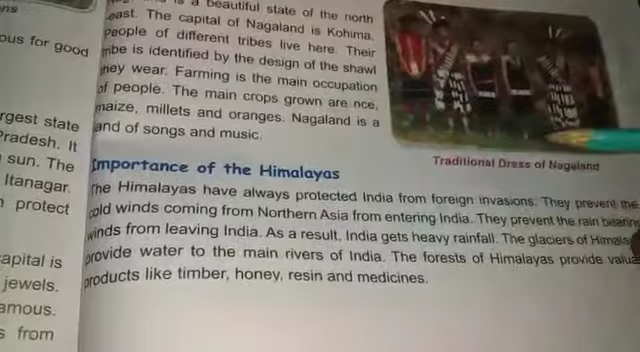 ns
ous for good
rgest state
Pradesh. It
sun. The
Itanagar.
protect
apital is
jewels.
amous.
s from
is a beautiful state of the north
east. The capital of Nagaland is Kohima.
People of different tribes live here. Their
tribe is identified by the design of the shawl
they wear. Farming is the main occupation
of people. The main crops grown are rice,
maize, millets and oranges. Nagaland is a
land of songs and music.
Traditional Dress of Nagaland
Importance of the Himalayas
The Himalayas have always protected India from foreign invasions. They prevent the
cold winds coming from Northern Asia from entering India. They prevent the rain bearing
winds from leaving India. As a result, India gets heavy rainfall. The glaciers of Himala
provide water to the main rivers of India. The forests of Himalayas provide valua
products like timber, honey, resin and medicines.